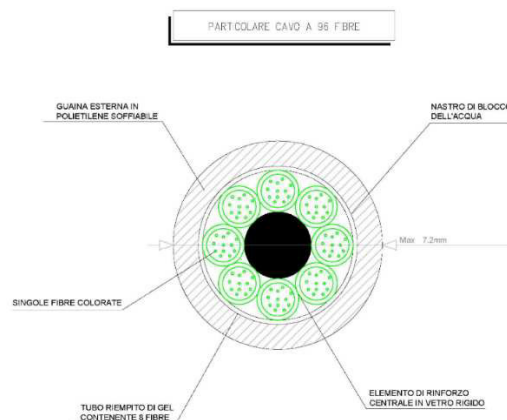 PARTICOLARE CAVO A 96 FIBRE
GUAINA ESTERNA IN
POLIETILENE SOFFIABILE
NASTRO DI BLOCCO
DELL'ACQUA
Max 7.2mm
SINGOLE FIBRE COLORATE
TUBO RIEMPITO DI GEL
CONTENENTE 8 FIBRE
ELEMENTO DI RINFORZO
CENTRALE IN VETRO RIGIDO